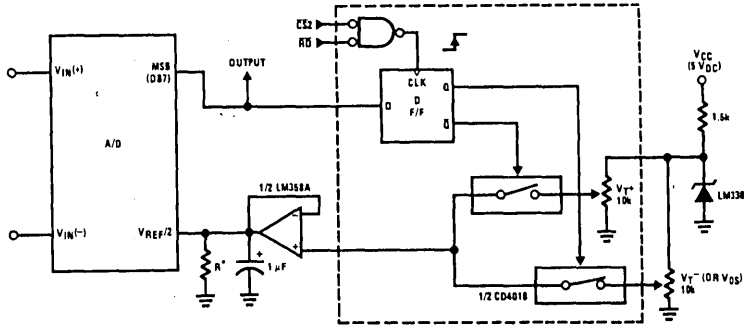 CS2
RD
VCC
(5 VDC)
VIN(+)
MSB
(DB7)
OUTPUT
CLK
D
D
F/F
Q
Q
1.5k
A/D
1/2 LM358A
VT+
10k
LM336
VIN(-)
VREF/2
-
+
+
R*
1 µF
1/2 CD4016
VT- (OR VOS)
10k